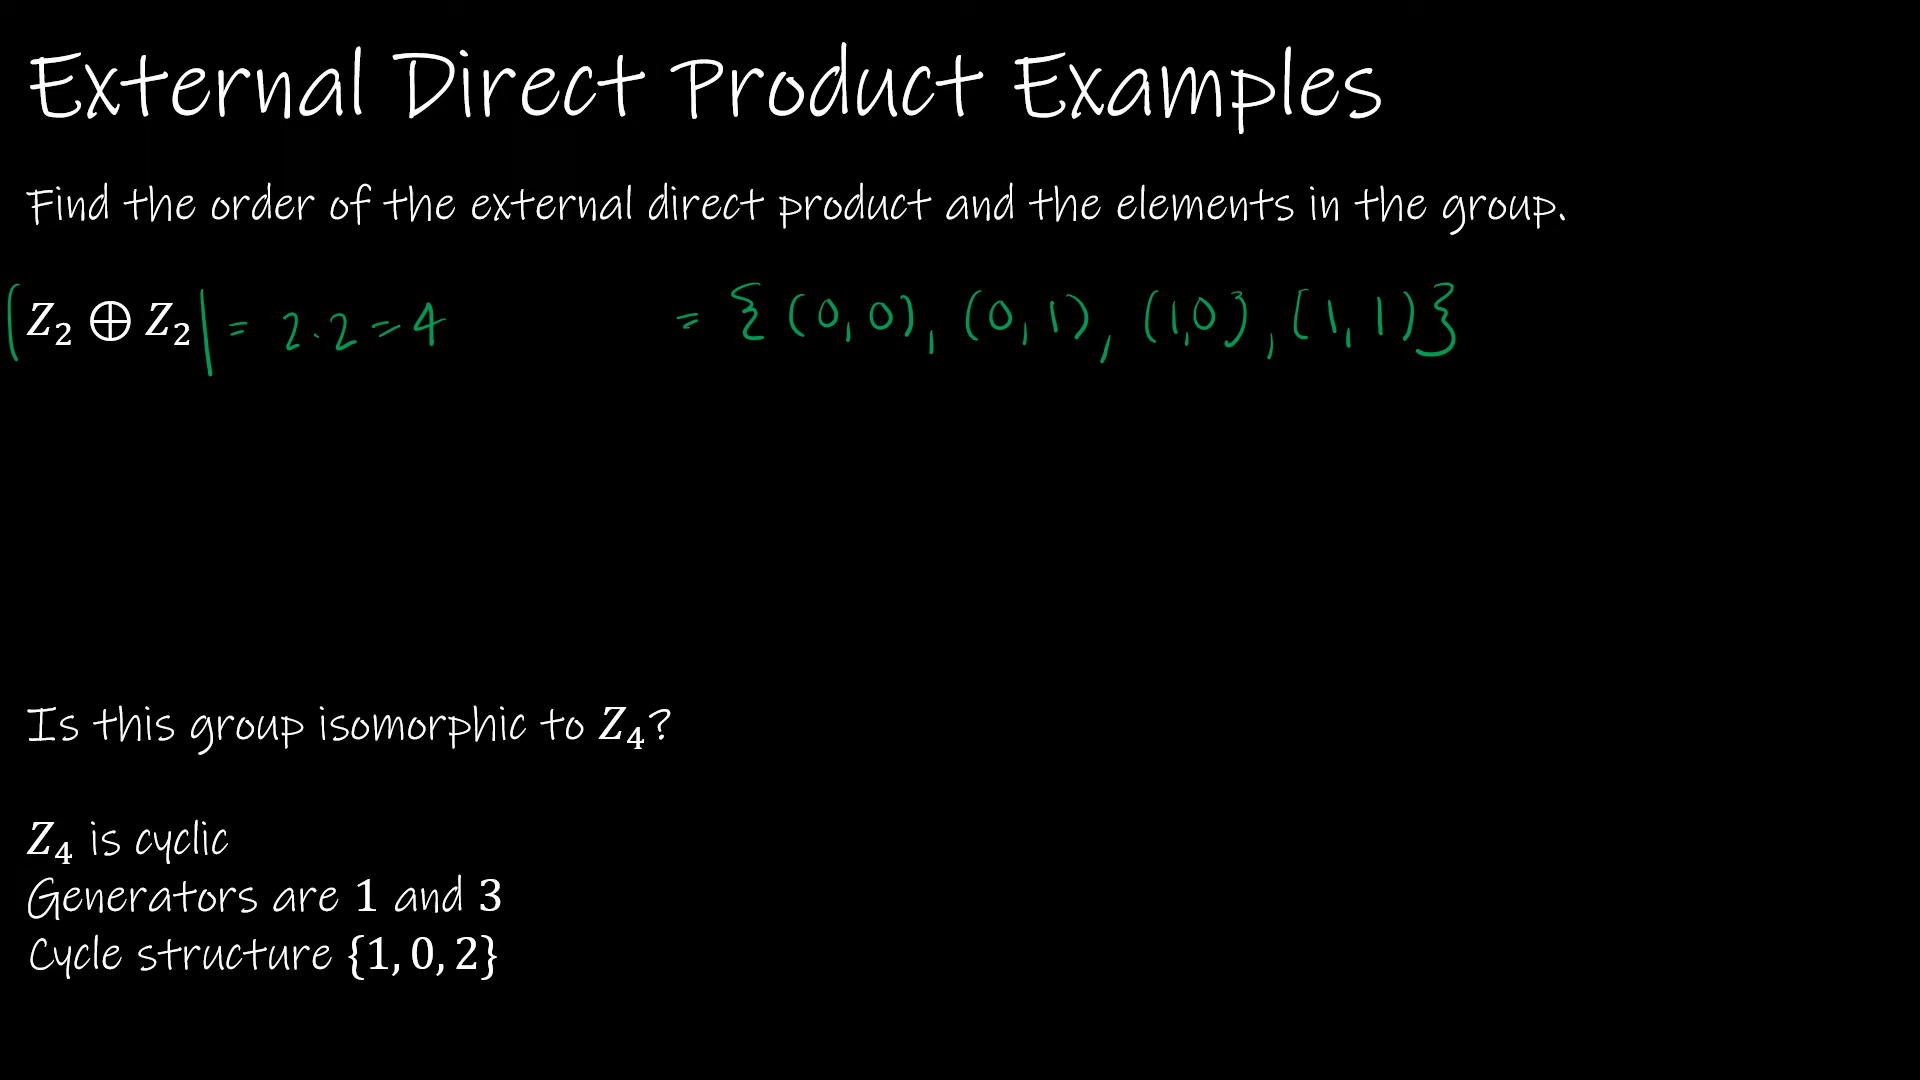 External Direct Product Examples
Find the order of the external direct product and the elements in the group.
|Z₂ ⊕ Z₂| = 2·2 = 4 = {(0,0), (0,1), (1,0), (1,1)}
Is this group isomorphic to Z₄?
Z₄ is cyclic
Generators are 1 and 3
Cycle structure {1, 0, 2}